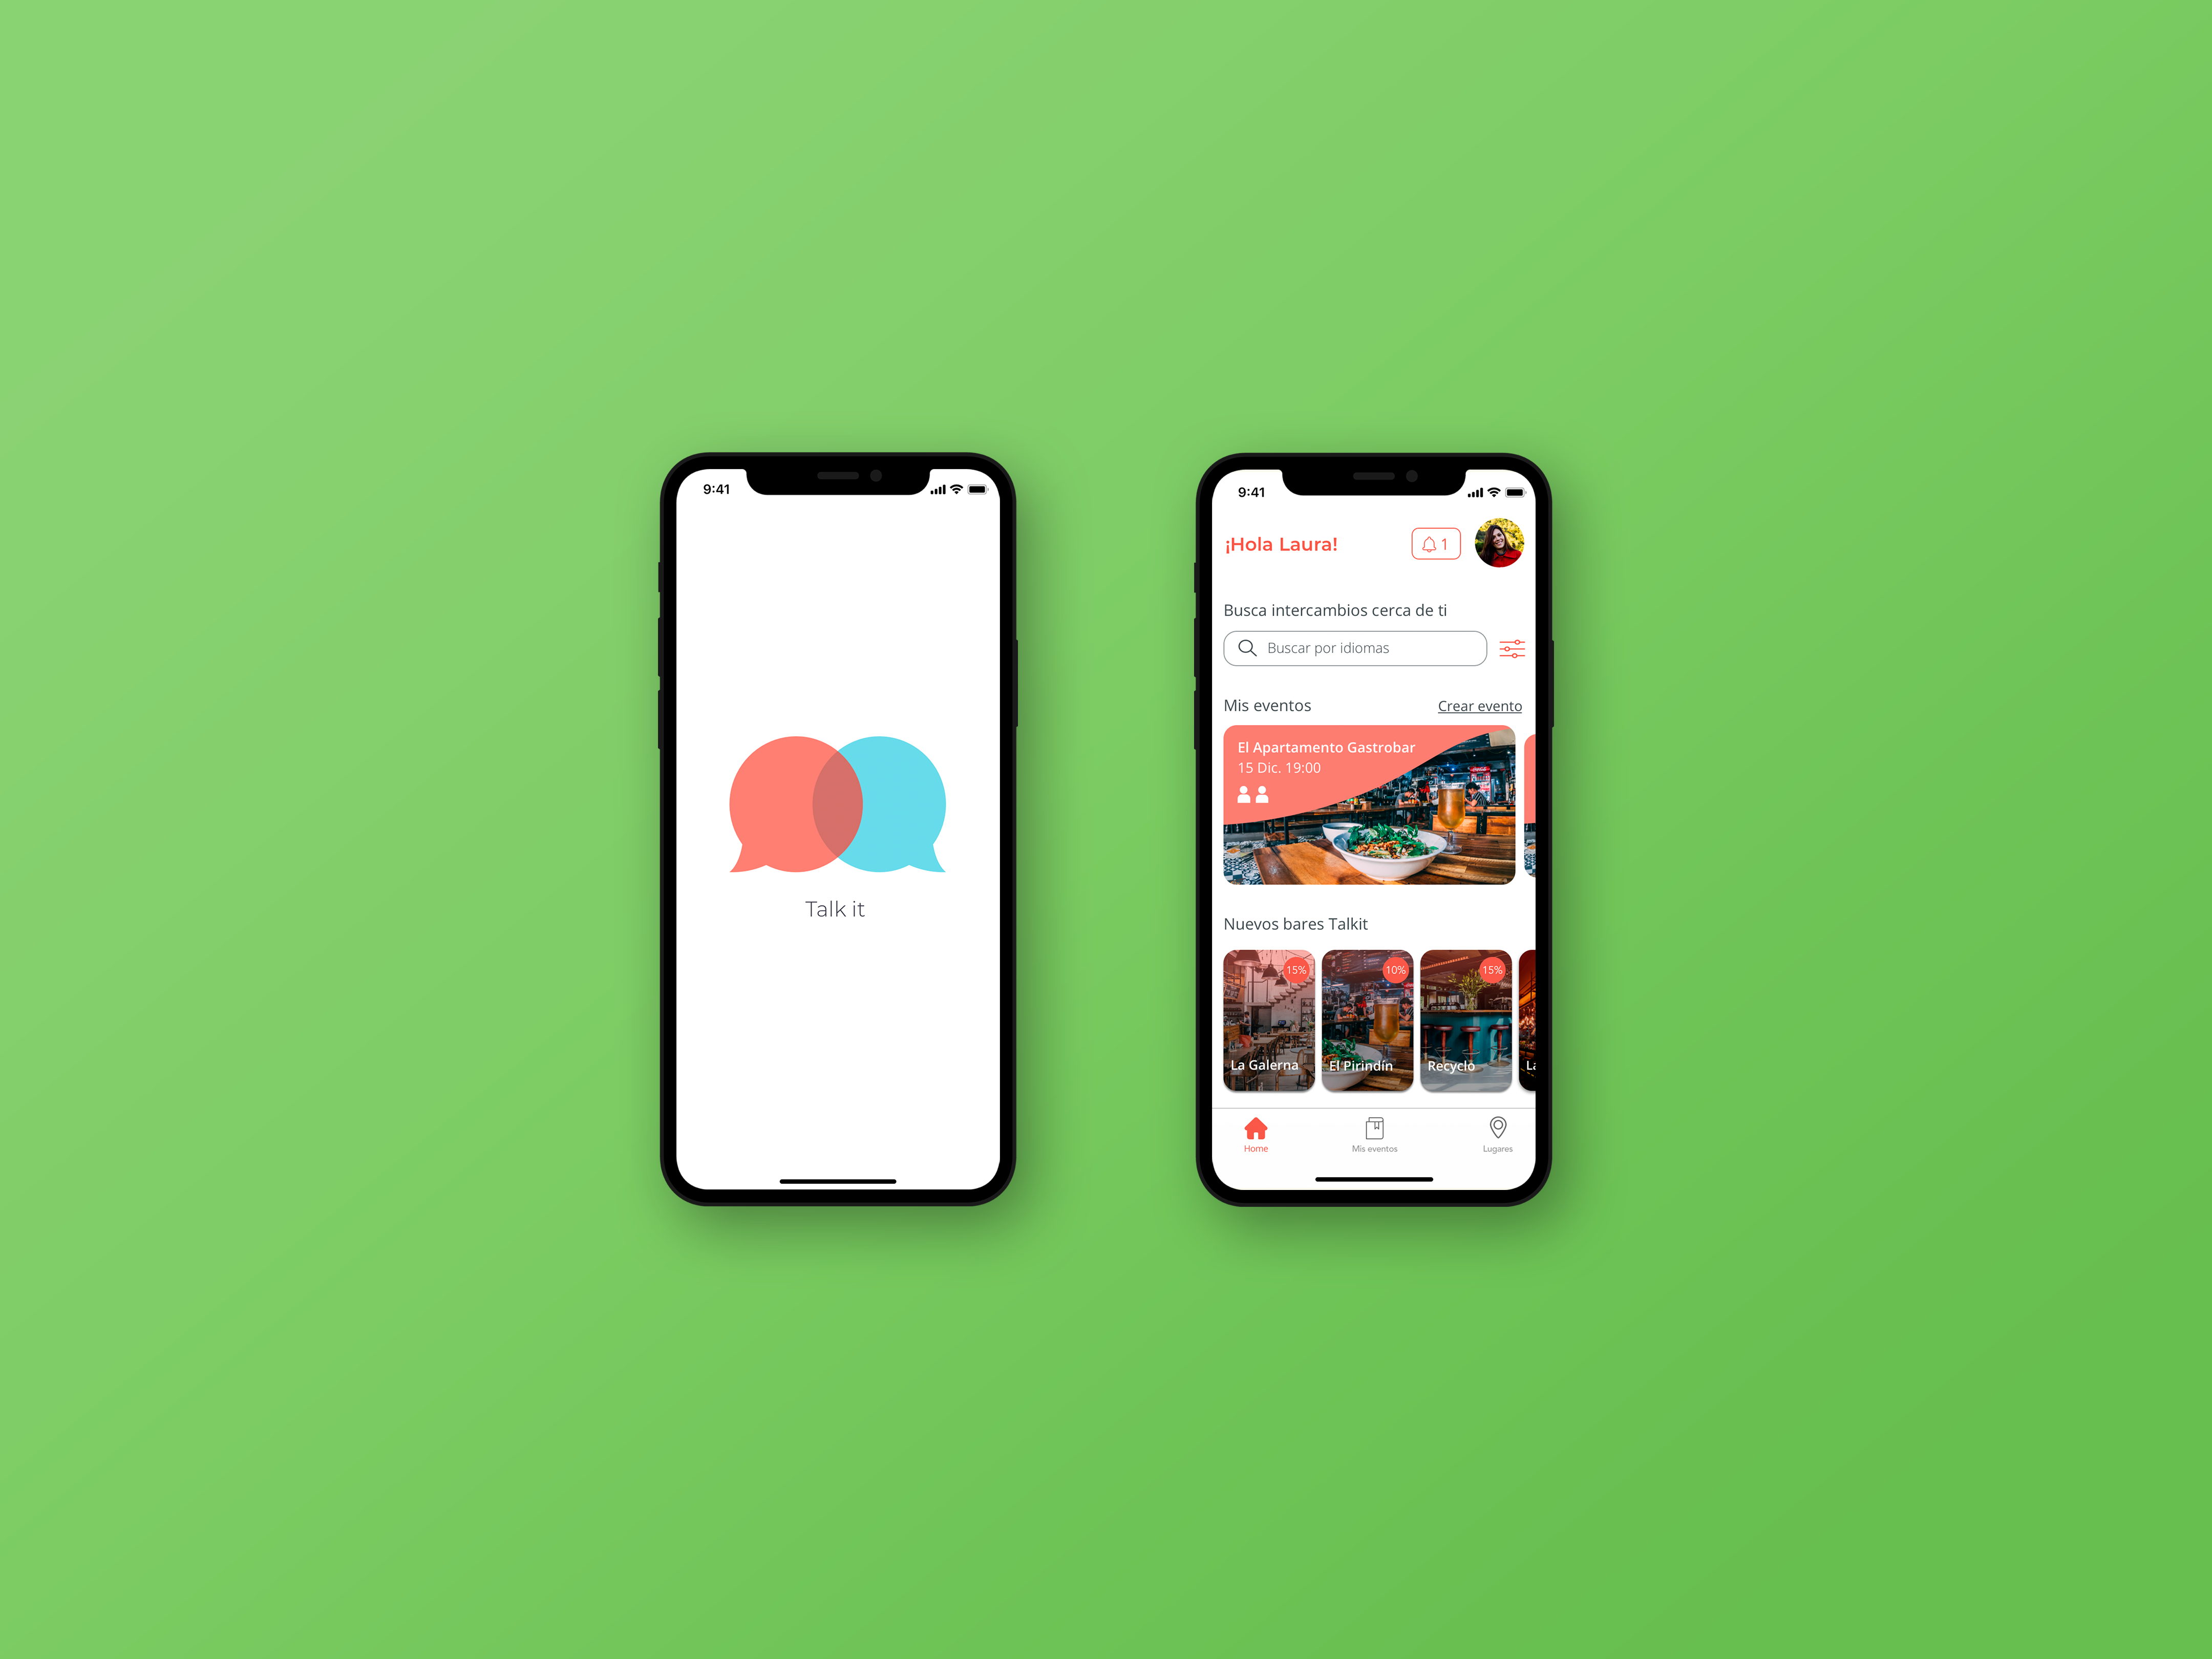 9:41
Talk it
9:41
¡Hola Laura!
1
Busca intercambios cerca de ti
Buscar por idiomas
Mis eventos
Crear evento
El Apartamento Gastrobar
15 Dic. 19:00
Nuevos bares Talkit
15%
10%
15%
La Galerna
El Pirindín
Recyclo
La
Home
Mis eventos
Lugares